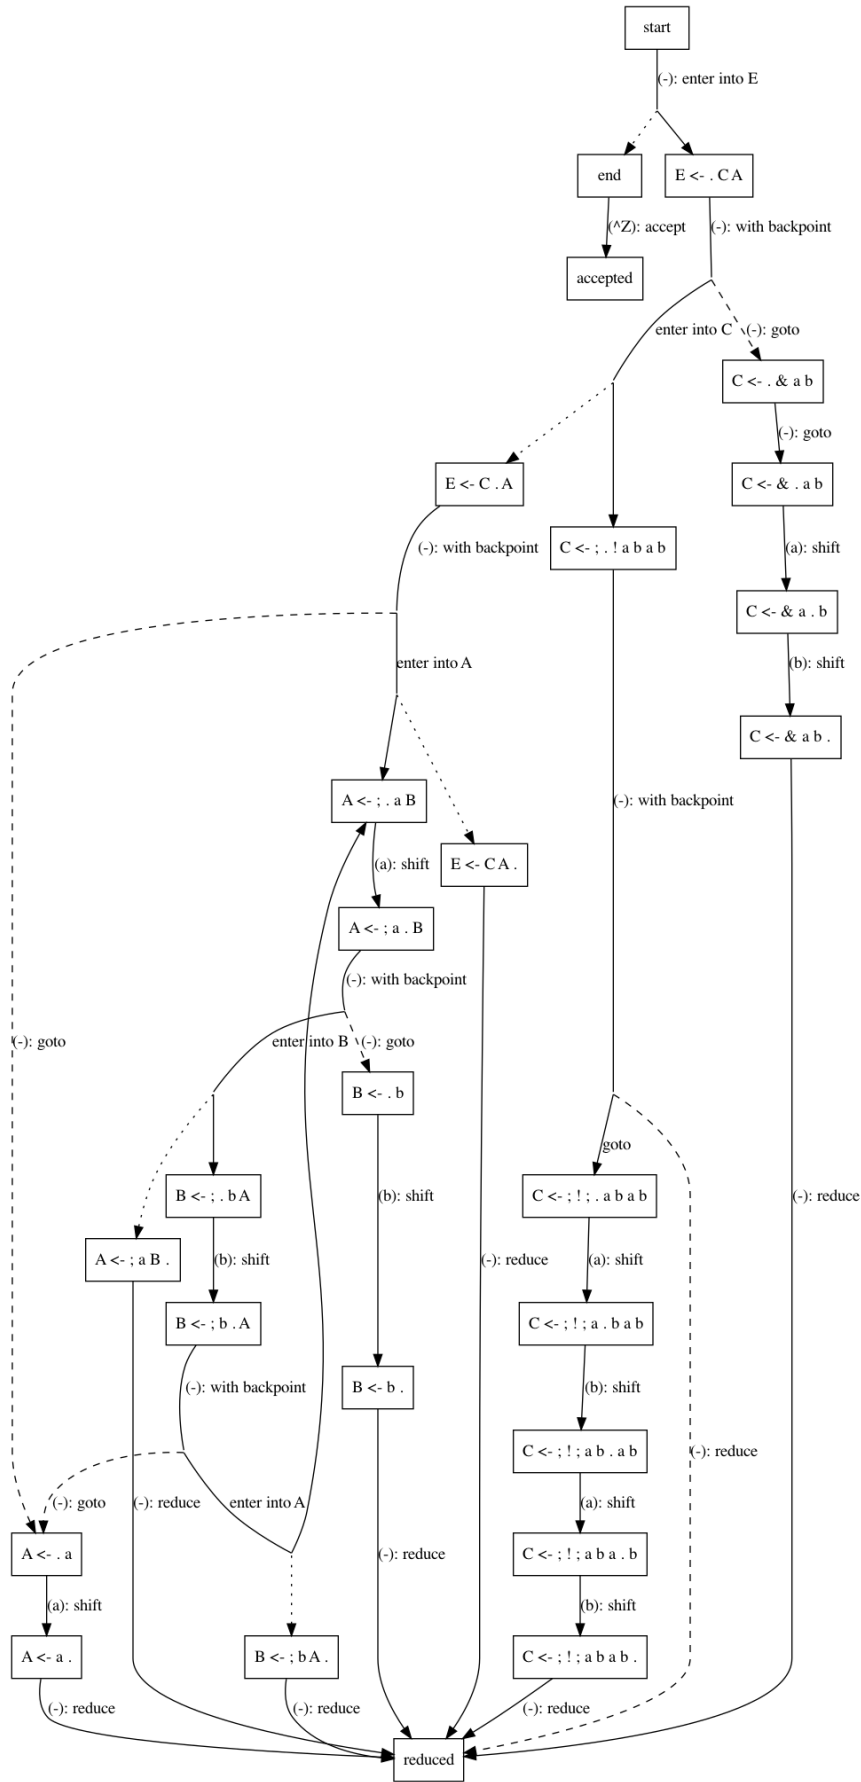 start
(-): enter into E
end
E <- . C A
(^Z): accept
(-): with backpoint
accepted
enter into C
(-): goto
C <- . & a b
(-): goto
E <- C . A
C <- & . a b
(-): with backpoint
C <- ; . ! a b a b
(a): shift
C <- & a . b
enter into A
(b): shift
C <- & a b .
A <- ; . a B
(-): with backpoint
(a): shift
E <- C A .
A <- ; a . B
(-): with backpoint
(-): goto
enter into B
(-): goto
B <- . b
goto
B <- ; . b A
(b): shift
C <- ; ! ; . a b a b
(-): reduce
A <- ; a B .
(b): shift
(-): reduce
(a): shift
B <- ; b . A
C <- ; ! ; a . b a b
(-): with backpoint
B <- b .
(b): shift
C <- ; ! ; a b . a b
(-): reduce
(-): goto
(-): reduce
enter into A
(a): shift
A <- . a
(-): reduce
C <- ; ! ; a b a . b
(a): shift
(b): shift
A <- a .
B <- ; b A .
C <- ; ! ; a b a b .
(-): reduce
(-): reduce
(-): reduce
reduced